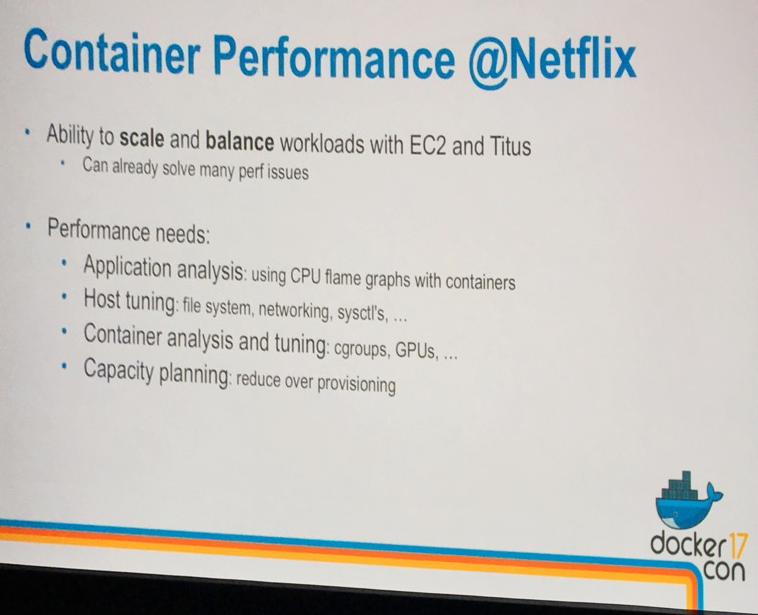 Container Performance @Netflix
• Ability to scale and balance workloads with EC2 and Titus
• Can already solve many perf issues
• Performance needs:
• Application analysis: using CPU flame graphs with containers
• Host tuning: file system, networking, sysctl's, ...
• Container analysis and tuning: cgroups, GPUs, ...
• Capacity planning: reduce over provisioning
docker17
con